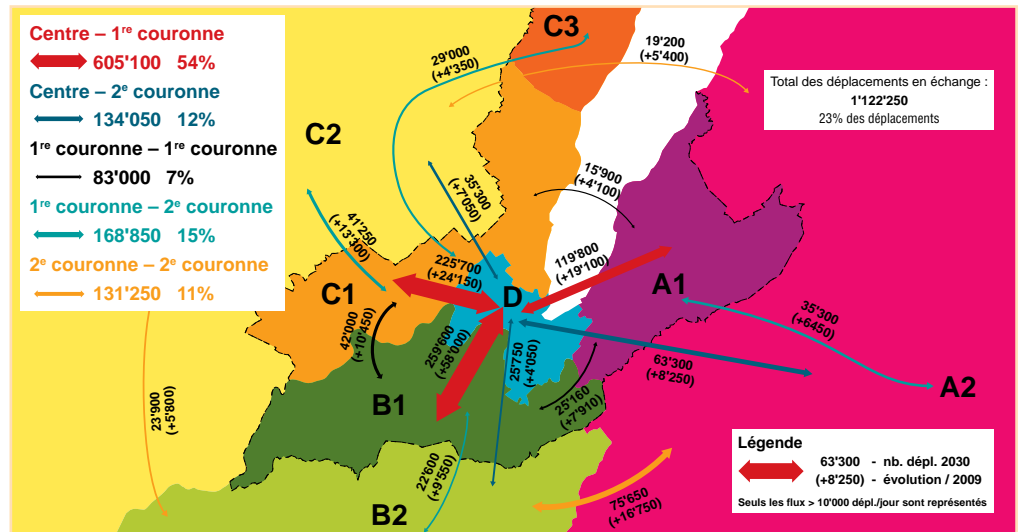 Centre – 1re couronne
605'100 54%
Centre – 2e couronne
134'050 12%
1re couronne – 1re couronne
83'000 7%
1re couronne – 2e couronne
168'850 15%
2e couronne – 2e couronne
131'250 11%
C3
29'000
(+4'350)
19'200
(+5'400)
Total des déplacements en échange :
1'122'250
23% des déplacements
C2
35'300
(+7'050)
15'900
(+4'100)
41'250
(+13'300)
225'700
(+24'150)
119'800
(+19'100)
D
A1
C1
42'000
(+10'450)
259'600
(+58'000)
25'750
(+4'050)
63'300
(+8'250)
35'300
(+6450)
A2
B1
25'160
(+7'910)
23'900
(+5'800)
22'600
(+9'550)
B2
75'650
(+16'750)
Légende
63'300 - nb. dépl. 2030
(+8'250) - évolution / 2009
Seuls les flux > 10'000 dépl./jour sont représentés